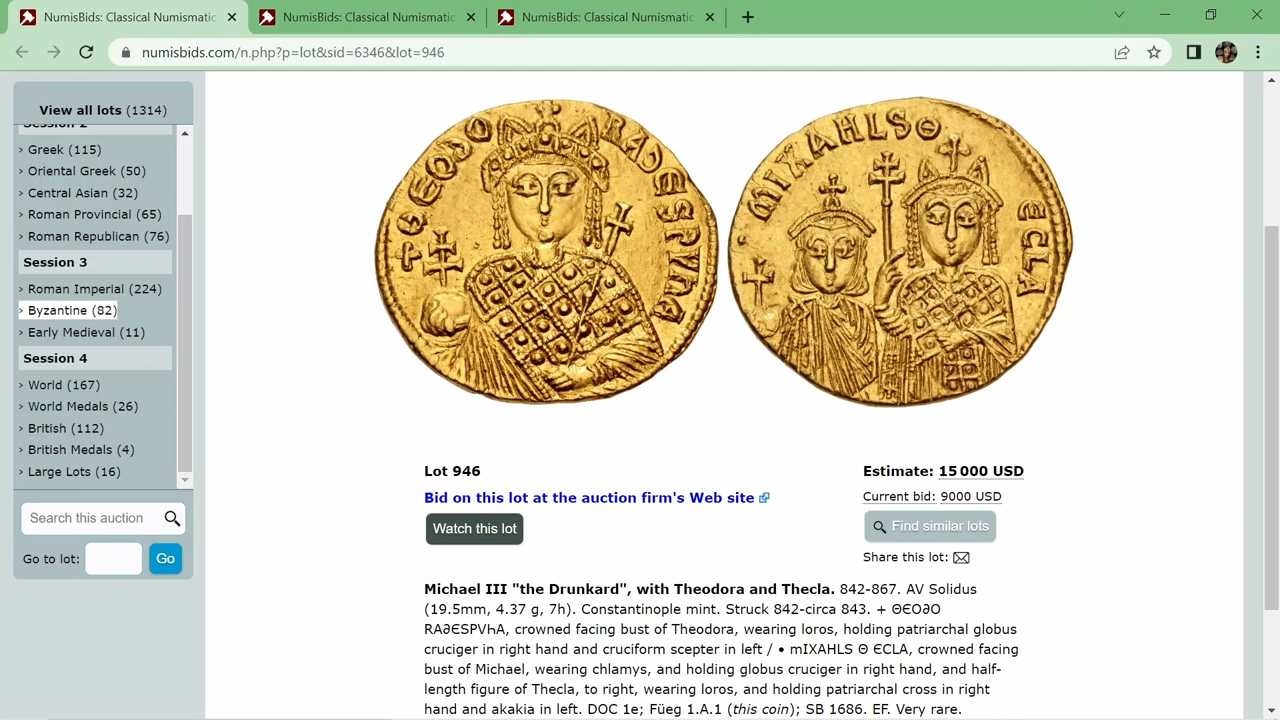 NumisBids: Classical Numismatic
NumisBids: Classical Numismatic
NumisBids: Classical Numismatic
numisbids.com/n.php?p=lot&sid=6346&lot=946
View all lots (1314)
Session 2
Greek (115)
Oriental Greek (50)
Central Asian (32)
Roman Provincial (65)
Roman Republican (76)
Session 3
Roman Imperial (224)
Byzantine (82)
Early Medieval (11)
Session 4
World (167)
World Medals (26)
British (112)
British Medals (4)
Large Lots (16)
Search this auction
Go to lot:
Go
Lot 946
Bid on this lot at the auction firm's Web site
Watch this lot
Estimate: 15 000 USD
Current bid: 9000 USD
Find similar lots
Share this lot:
Michael III "the Drunkard", with Theodora and Thecla. 842-867. AV Solidus
(19.5mm, 4.37 g, 7h). Constantinople mint. Struck 842-circa 843. + ΘЄO∂O
RA∂ЄSPVҺA, crowned facing bust of Theodora, wearing loros, holding patriarchal globus
cruciger in right hand and cruciform scepter in left / • mIXAHLS Θ ЄCLA, crowned facing
bust of Michael, wearing chlamys, and holding globus cruciger in right hand, and half-
length figure of Thecla, to right, wearing loros, and holding patriarchal cross in right
hand and akakia in left. DOC 1e; Füeg 1.A.1 (this coin); SB 1686. EF. Very rare.